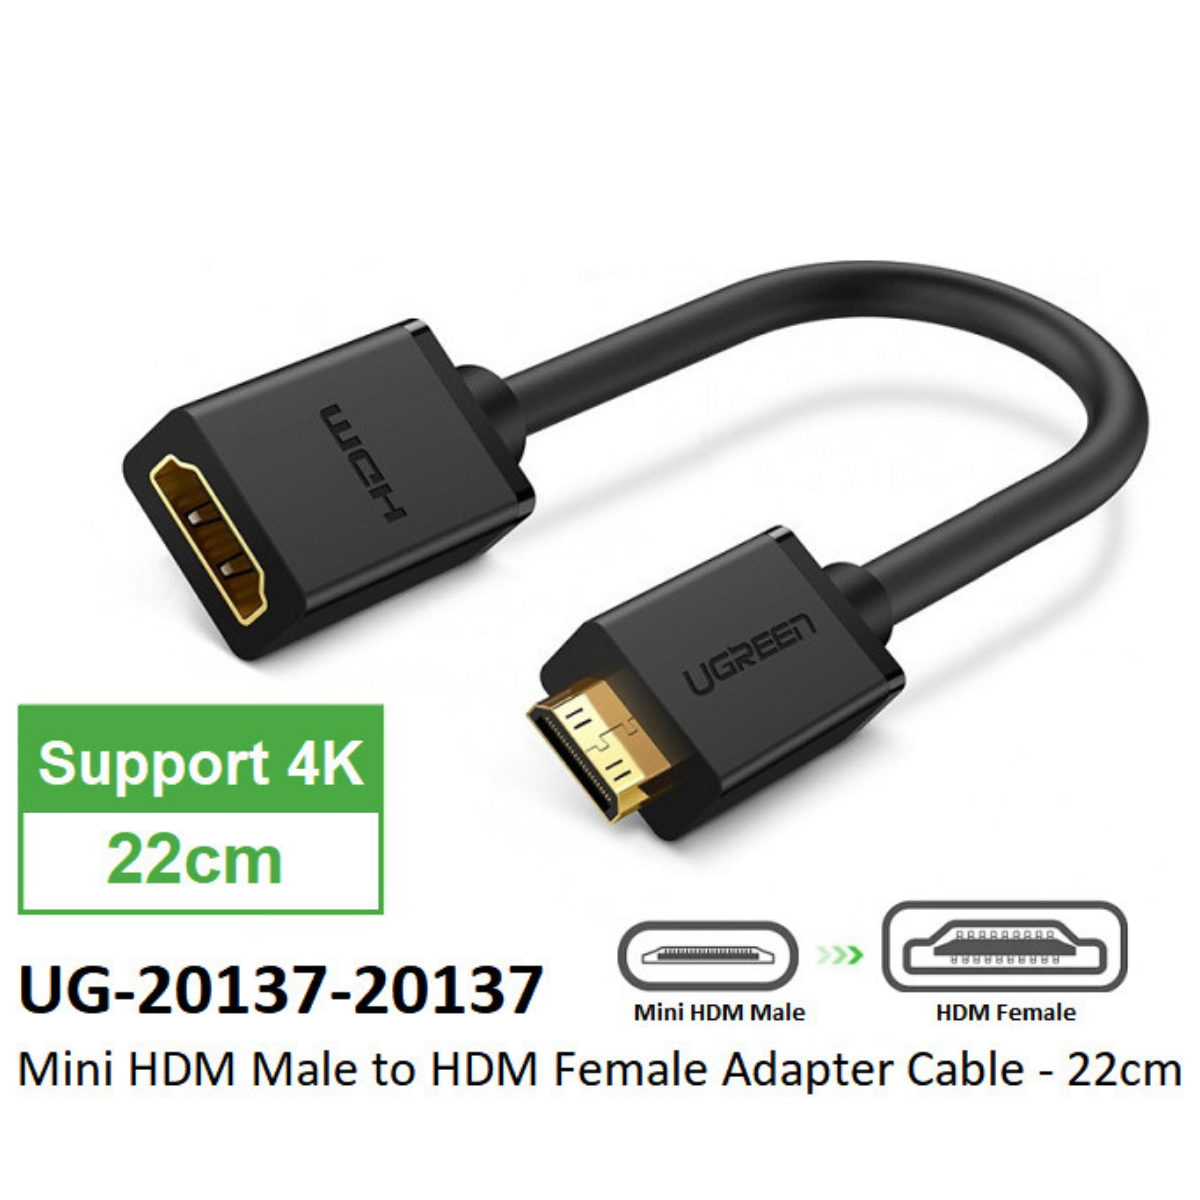 HDM
UGREEN
Support 4K
22cm
UG-20137-20137
Mini HDM Male
HDM Female
Mini HDM Male to HDM Female Adapter Cable - 22cm